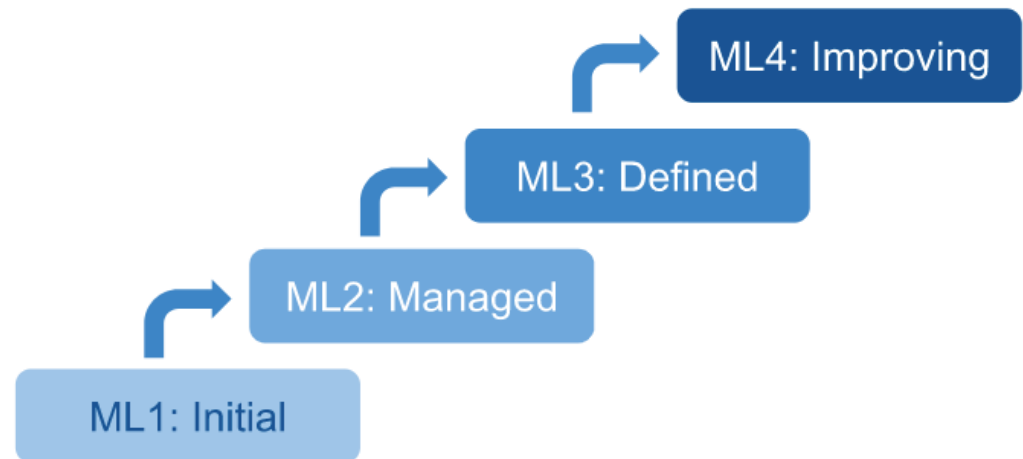 ML4: Improving
ML3: Defined
ML2: Managed
ML1: Initial